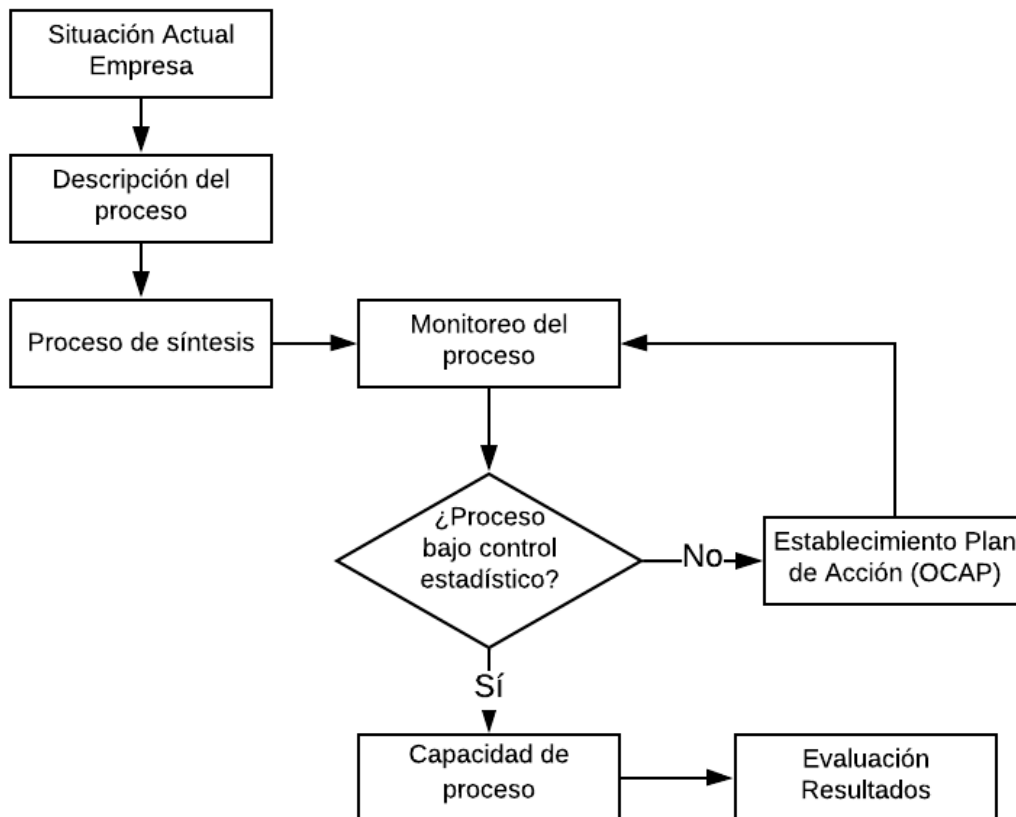 Situación Actual
Empresa
Descripción del
proceso
Proceso de síntesis
Monitoreo del
proceso
¿Proceso
bajo control
estadístico?
No
Establecimiento Plan
de Acción (OCAP)
Sí
Capacidad de
proceso
Evaluación
Resultados